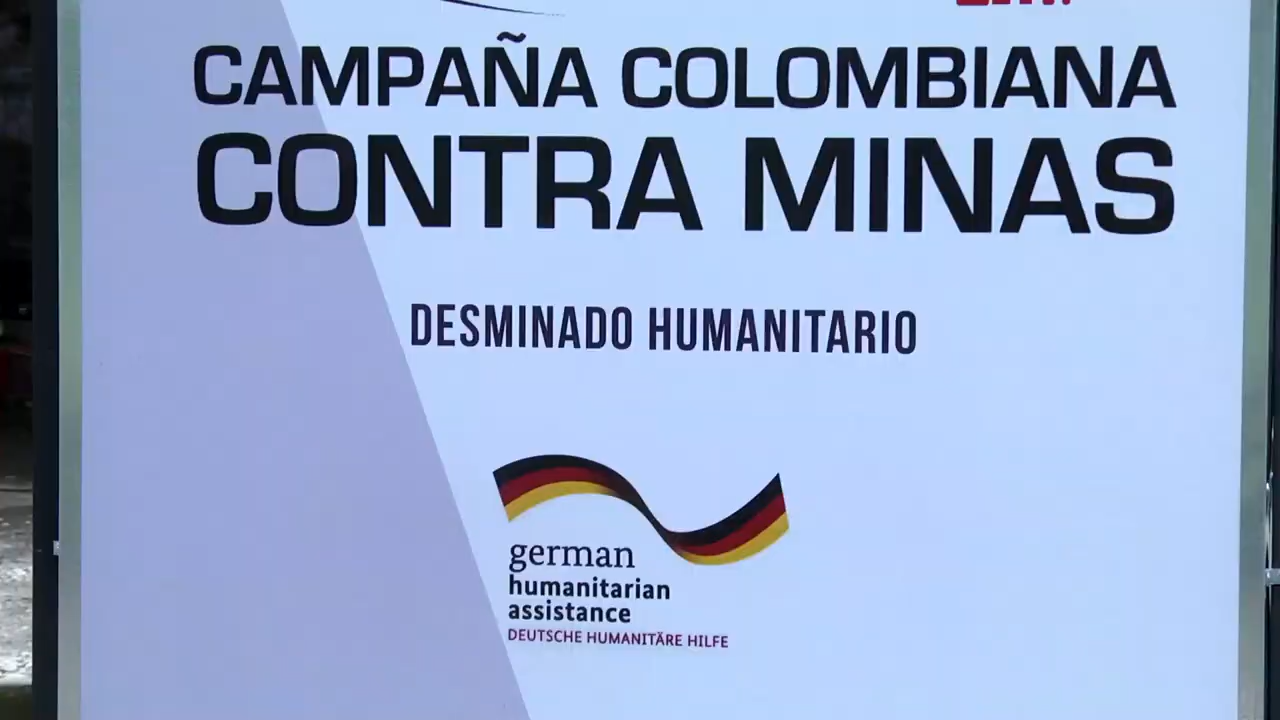 CAMPAÑA COLOMBIANA
CONTRA MINAS
DESMINADO HUMANITARIO
german
humanitarian
assistance
DEUTSCHE HUMANITÄRE HILFE